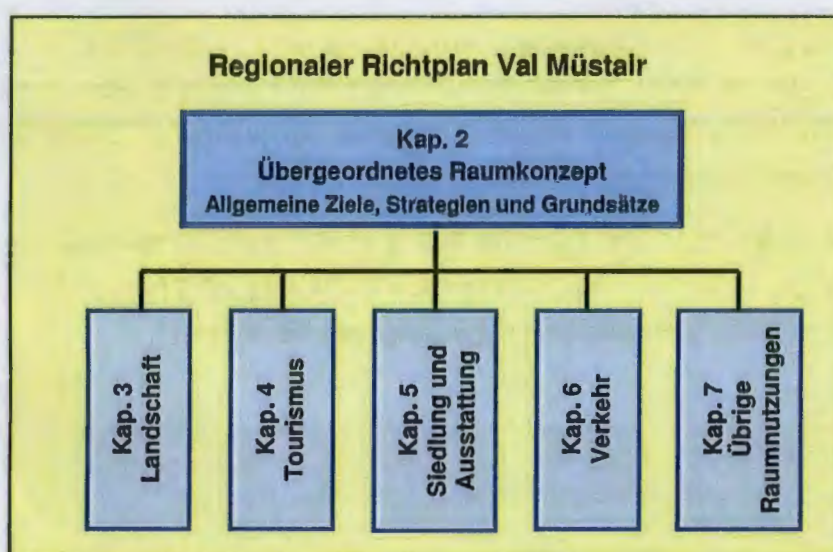 Regionaler Richtplan Val Müstair
Kap. 2
Übergeordnetes Raumkonzept
Allgemeine Ziele, Strategien und Grundsätze
Kap. 3
Landschaft
Kap. 4
Tourismus
Kap. 5
Siedlung und
Ausstattung
Kap. 6
Verkehr
Kap. 7
Übrige
Raumnutzungen